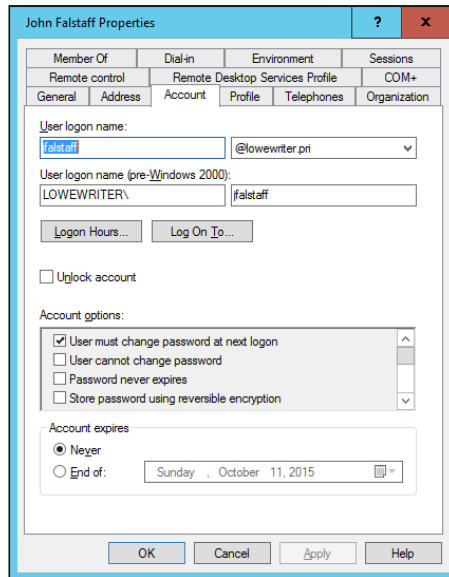 John Falstaff Properties ? x
Member Of Dial-in Environment Sessions
Remote control Remote Desktop Services Profile COM+
General Address Account Profile Telephones Organization
User logon name:
jfalstaff @lowewriter.pri
User logon name (pre-Windows 2000):
LOWEWRITER\ jfalstaff
Logon Hours... Log On To...
Unlock account
Account options:
User must change password at next logon
User cannot change password
Password never expires
Store password using reversible encryption
Account expires
Never
End of: Sunday , October 11, 2015
OK Cancel Apply Help